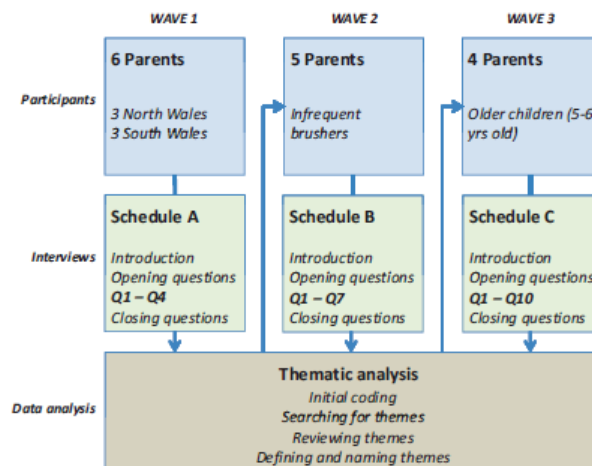 WAVE 1
WAVE 2
WAVE 3
Participants
6 Parents
3 North Wales
3 South Wales
5 Parents
Infrequent
brushers
4 Parents
Older children (5-6
yrs old)
Interviews
Schedule A
Introduction
Opening questions
Q1 – Q4
Closing questions
Schedule B
Introduction
Opening questions
Q1 – Q7
Closing questions
Schedule C
Introduction
Opening questions
Q1 – Q10
Closing questions
Data analysis
Thematic analysis
Initial coding
Searching for themes
Reviewing themes
Defining and naming themes